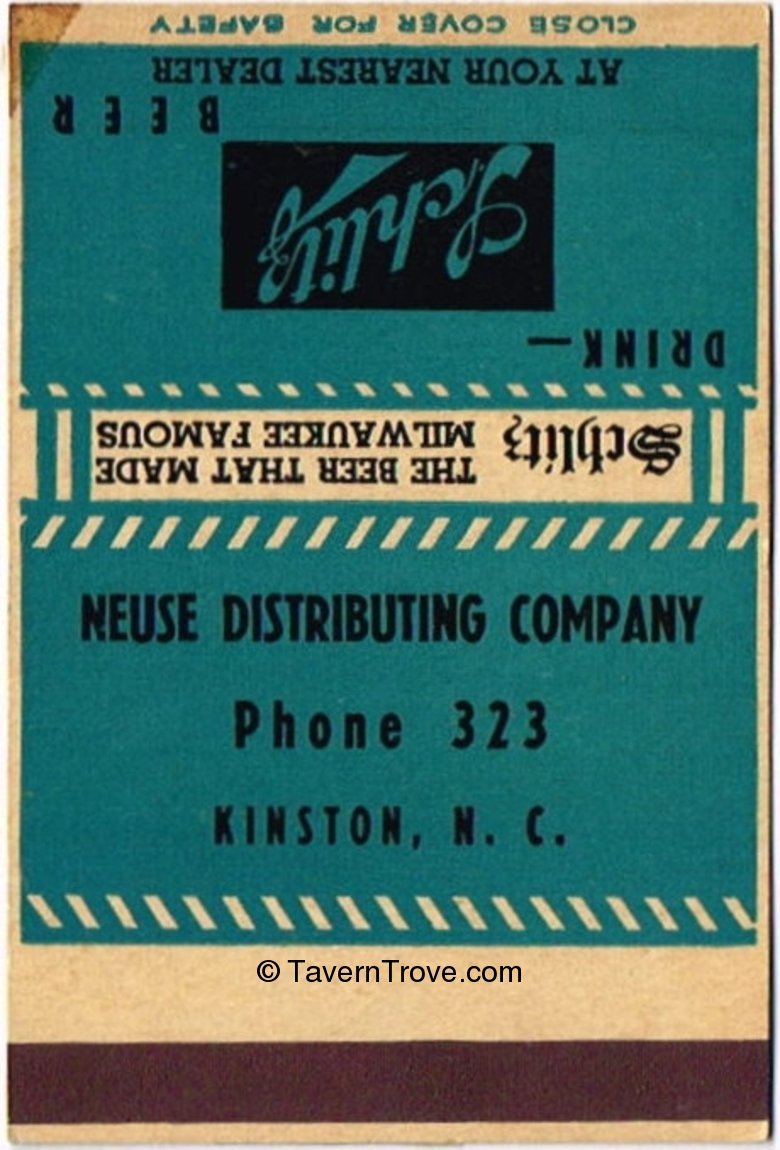 CLOSE COVER FOR SAFETY
AT YOUR NEAREST DEALER
BEER
Schlitz
DRINK—
Schlitz THE BEER THAT MADE
MILWAUKEE FAMOUS
NEUSE DISTRIBUTING COMPANY
Phone 323
KINSTON, N. C.
© TavernTrove.com